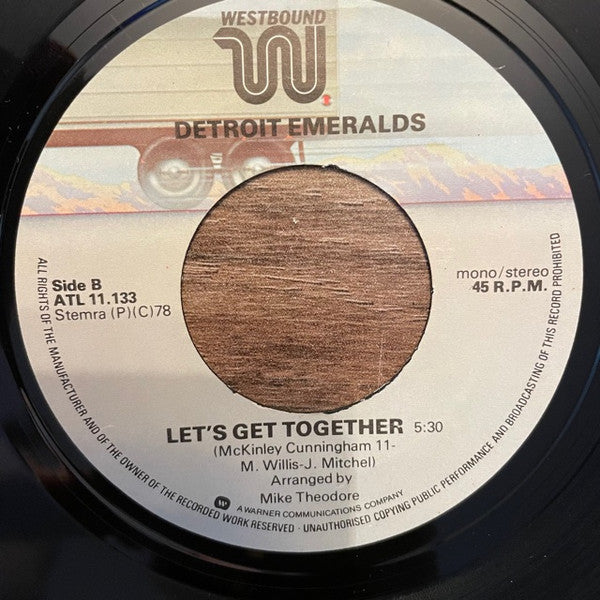 WESTBOUND
W
DETROIT EMERALDS
Side B
ATL 11.133
Stemra (P)(C)78
mono/stereo
45 R.P.M.
LET'S GET TOGETHER 5:30
(McKinley Cunningham 11-
M. Willis-J. Mitchel)
Arranged by
Mike Theodore
A WARNER COMMUNICATIONS COMPANY
ALL RIGHTS OF THE MANUFACTURER AND OF THE OWNER OF THE RECORDED WORK RESERVED · UNAUTHORISED COPYING PUBLIC PERFORMANCE AND BROADCASTING OF THIS RECORD PROHIBITED